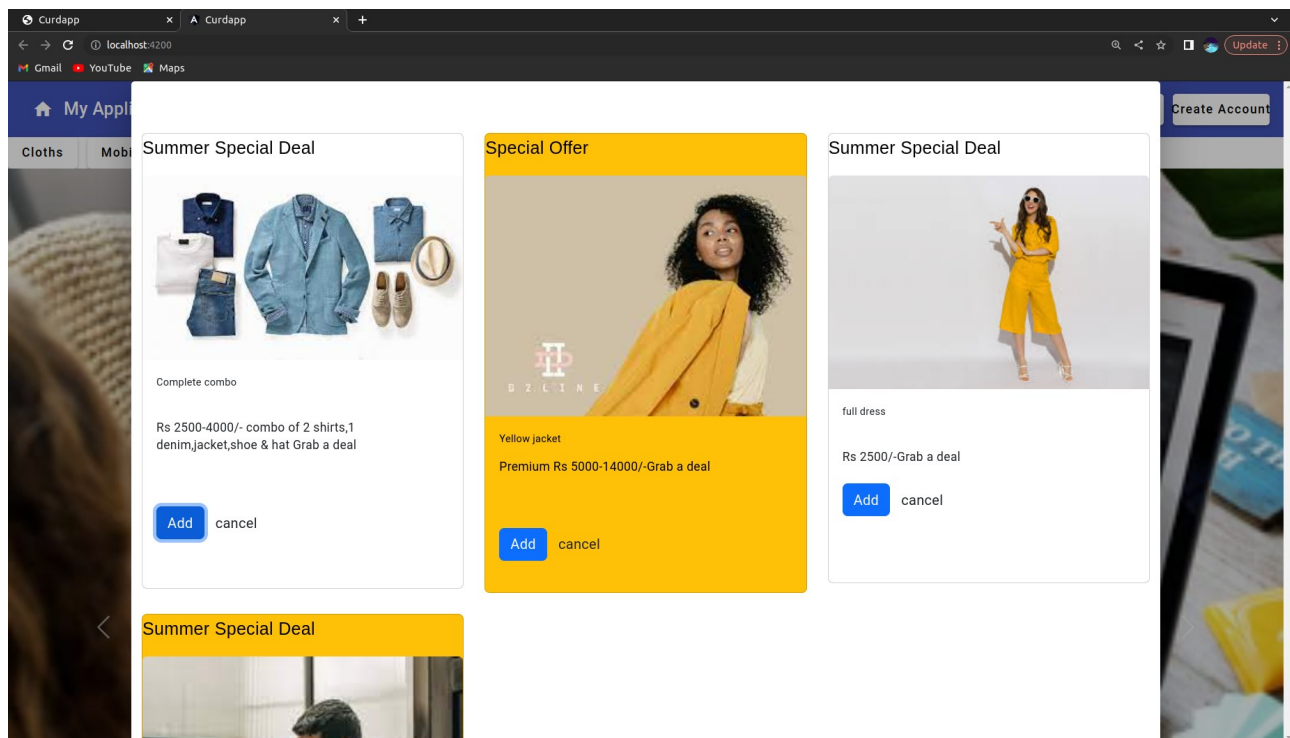 Curdapp
Curdapp
localhost:4200
Update
Gmail
YouTube
Maps
My Appli
Create Account
Cloths
Mobi
Summer Special Deal
Complete combo
Rs 2500-4000/- combo of 2 shirts,1
denim,jacket,shoe & hat Grab a deal
Add
cancel
Special Offer
D2LINE
Yellow jacket
Premium Rs 5000-14000/-Grab a deal
Add
cancel
Summer Special Deal
full dress
Rs 2500/-Grab a deal
Add
cancel
Summer Special Deal